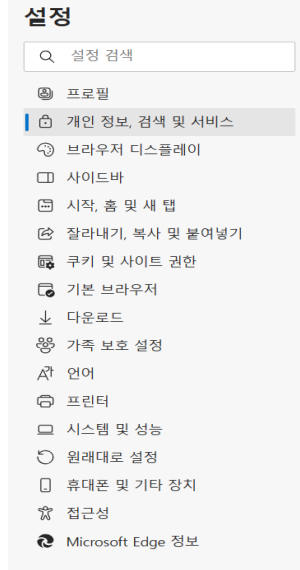 설정
설정 검색
프로필
개인 정보, 검색 및 서비스
브라우저 디스플레이
사이드바
시작, 홈 및 새 탭
잘라내기, 복사 및 붙여넣기
쿠키 및 사이트 권한
기본 브라우저
다운로드
가족 보호 설정
언어
프린터
시스템 및 성능
원래대로 설정
휴대폰 및 기타 장치
접근성
Microsoft Edge 정보